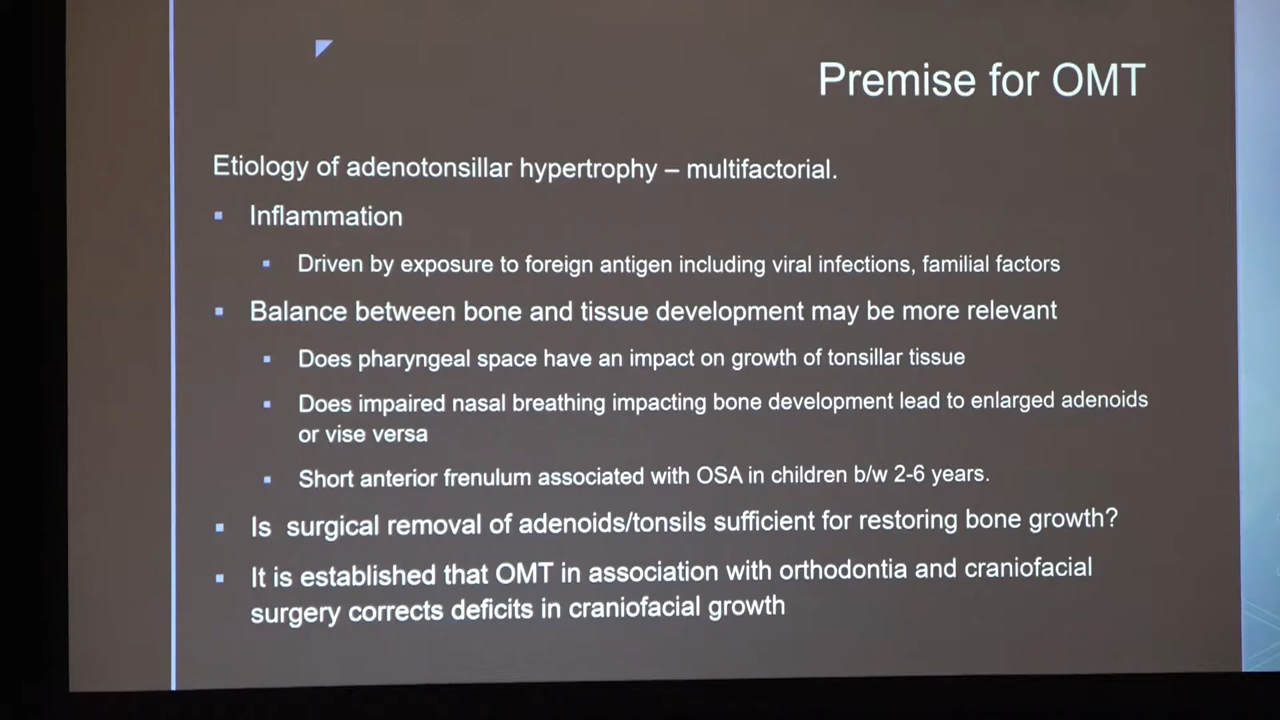 Premise for OMT
Etiology of adenotonsillar hypertrophy – multifactorial.
▪ Inflammation
▪ Driven by exposure to foreign antigen including viral infections, familial factors
▪ Balance between bone and tissue development may be more relevant
▪ Does pharyngeal space have an impact on growth of tonsillar tissue
▪ Does impaired nasal breathing impacting bone development lead to enlarged adenoids
or vise versa
▪ Short anterior frenulum associated with OSA in children b/w 2-6 years.
▪ Is  surgical removal of adenoids/tonsils sufficient for restoring bone growth?
▪ It is established that OMT in association with orthodontia and craniofacial
surgery corrects deficits in craniofacial growth